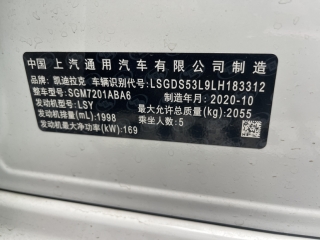 中国上汽通用汽车有限公司制造
品牌：凯迪拉克 车辆识别代号：LSGDS53L9LH183312
整车型号：SGM7201ABA6 制造年月：2020-10
发动机型号：LSY 最大允许总质量(kg)：2055
发动机排量(mL)：1998 乘坐人数：5
发动机最大净功率(kW)：169